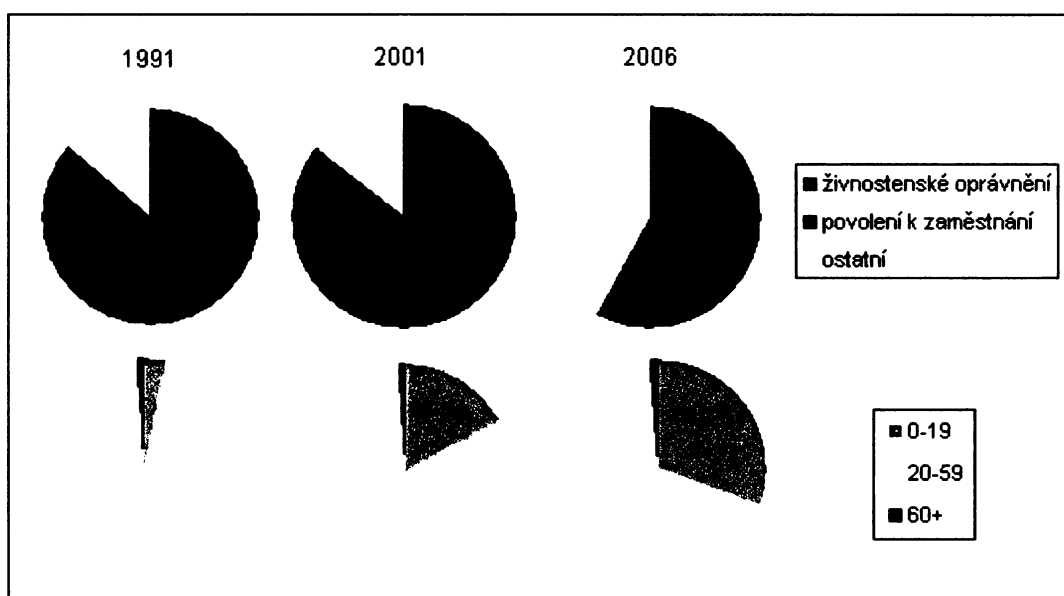 1991 2001 2006
živnostenské oprávnění
povolení k zaměstnání
ostatní
0-19
20-59
60+